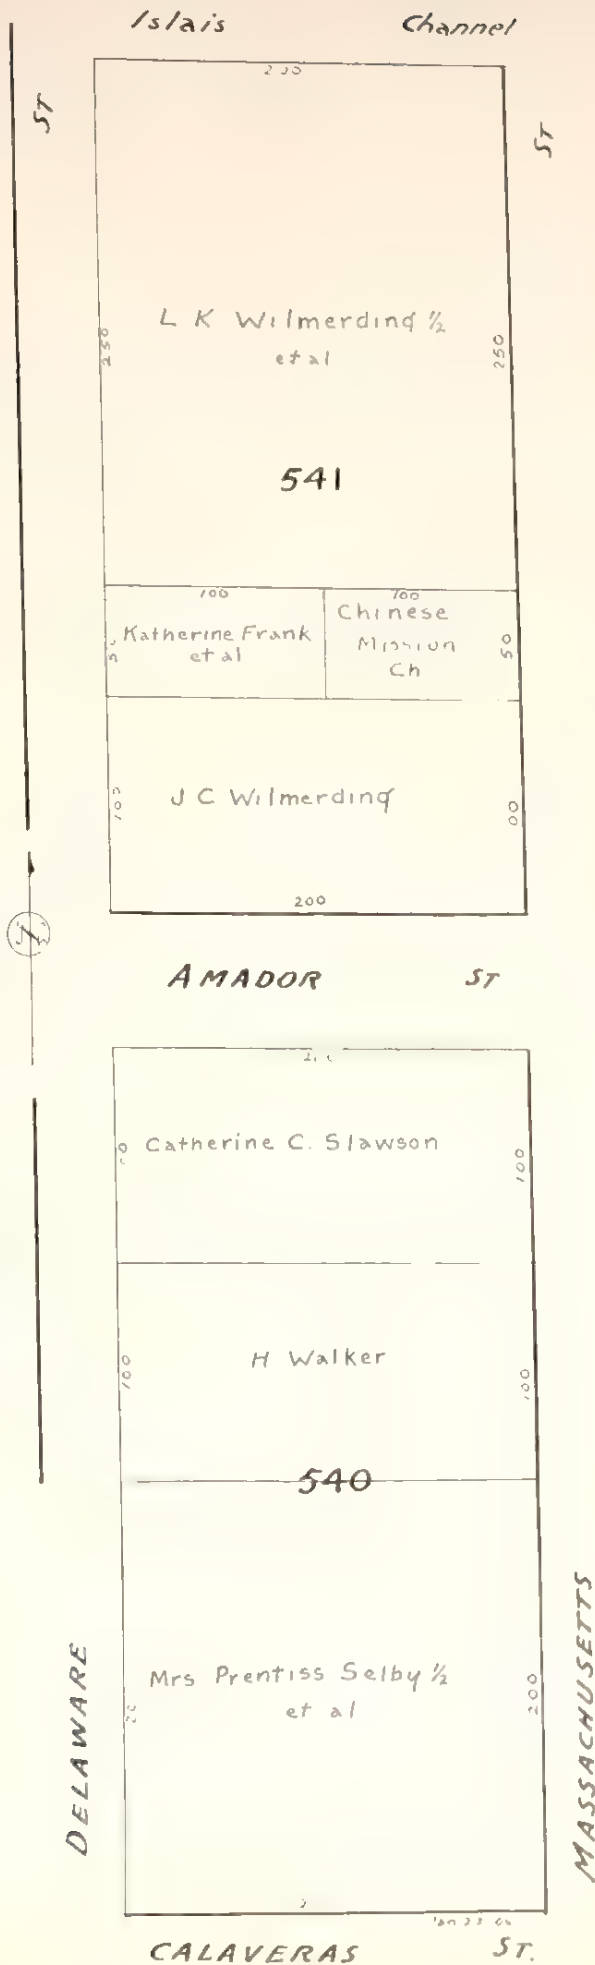 Islais Channel
ST
ST
L K Wilmerding ½
et al
250
250
541
100
100
Katherine Frank
et al
Chinese
Mission
Ch
50
J C Wilmerding
100
200
AMADOR ST
Catherine C. Slawson
100
H Walker
100
100
540
Mrs Prentiss Selby ½
et al
200
DELAWARE
MASSACHUSETTS
CALAVERAS ST.